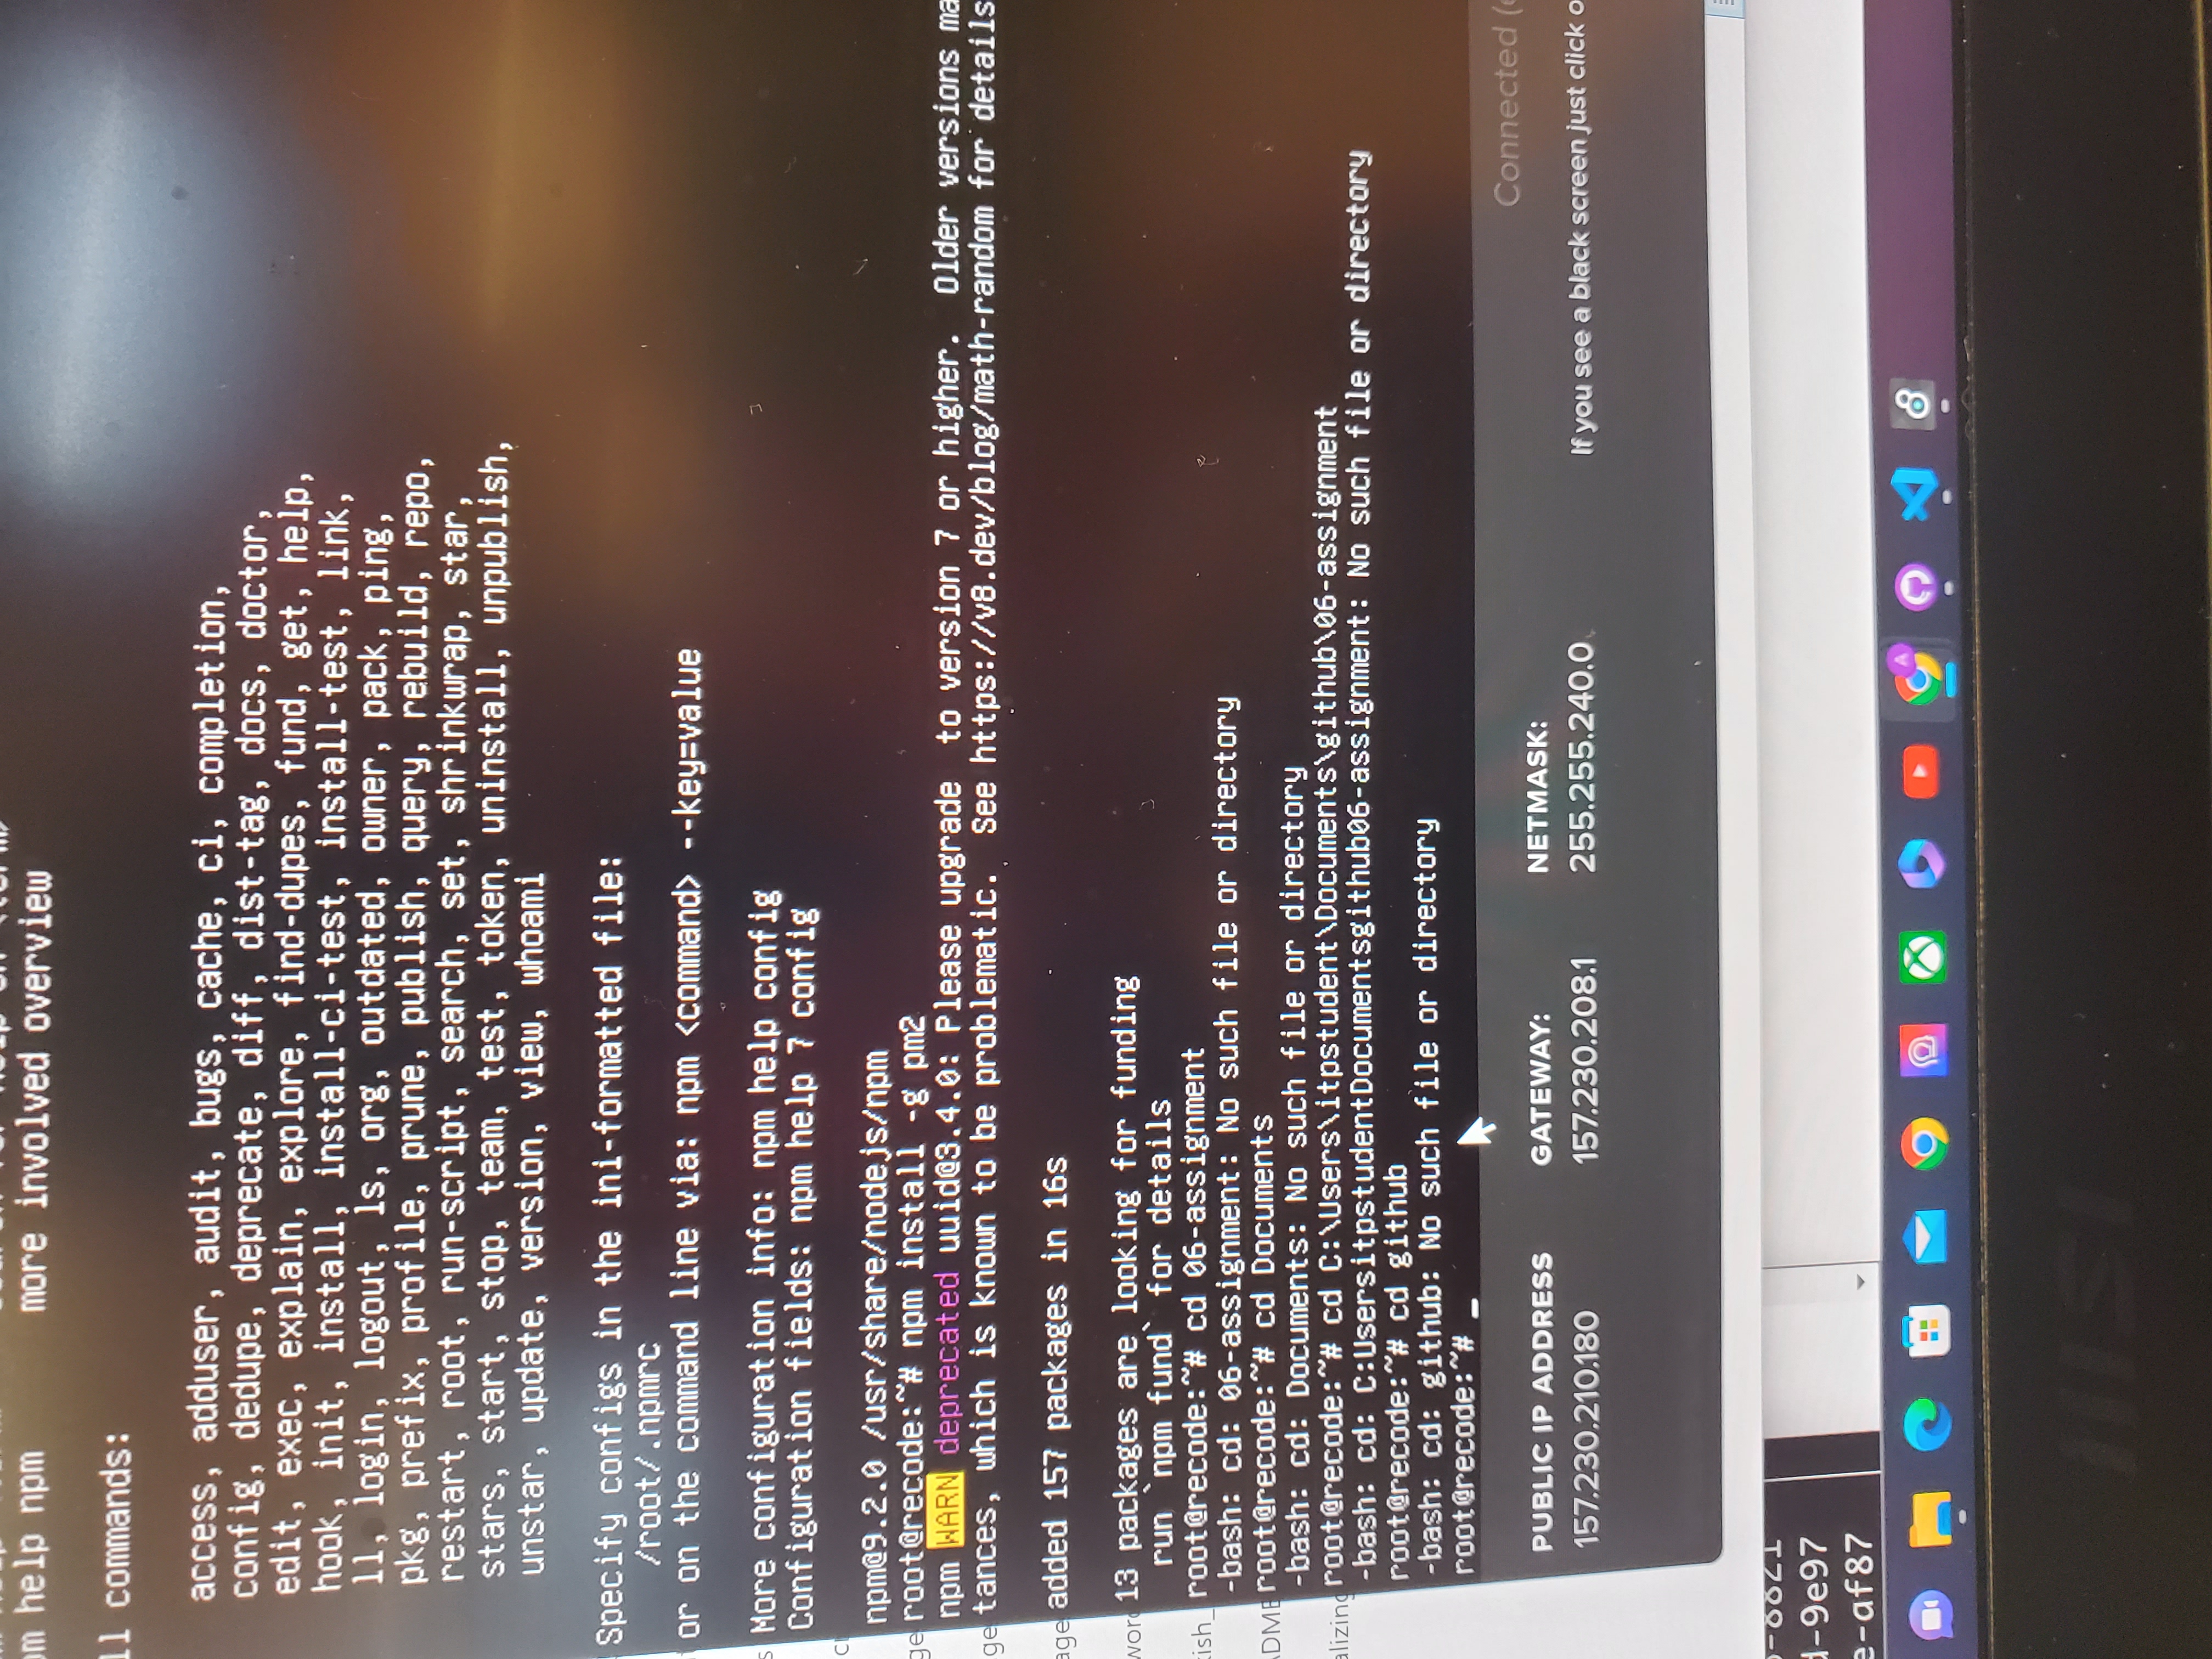 help npm more involved overview
commands:
access, adduser, audit, bugs, cache, ci, completion,
config, dedupe, deprecate, diff, dist-tag, docs, doctor,
edit, exec, explain, explore, find-dupes, fund, get, help,
hook, init, install, install-ci-test, install-test, link,
ll, login, logout, ls, org, outdated, owner, pack, ping,
pkg, prefix, profile, prune, publish, query, rebuild, repo,
restart, root, run-script, search, set, shrinkwrap, star,
stars, start, stop, team, test, token, uninstall, unpublish,
unstar, update, version, view, whoami
Specify configs in the ini-formatted file:
/root/.npmrc
or on the command line via: npm <command> --key=value
More configuration info: npm help config
Configuration fields: npm help 7 config
npm@9.2.0 /usr/share/nodejs/npm
root@recode:~# npm install -g pm2
npm WARN deprecated uuid@3.4.0: Please upgrade  to version 7 or higher.  Older versions ma
tances, which is known to be problematic.  See https://v8.dev/blog/math-random for details
added 157 packages in 16s
13 packages are looking for funding
run `npm fund` for details
root@recode:~# cd 06-assignment
-bash: cd: 06-assignment: No such file or directory
root@recode:~# cd Documents
-bash: cd: Documents: No such file or directory
root@recode:~# cd C:\Users\itpstudent\Documents\github\06-assignment
-bash: cd: C:UsersitpstudentDocumentsgithub06-assignment: No such file or directory
root@recode:~# cd github
-bash: cd: github: No such file or directory
root@recode:~# _
Connected (
PUBLIC IP ADDRESS GATEWAY: NETMASK:
157.230.210.180 157.230.208.1 255.255.240.0 If you see a black screen just click o
-8821
d-9e97
e-af87
msi